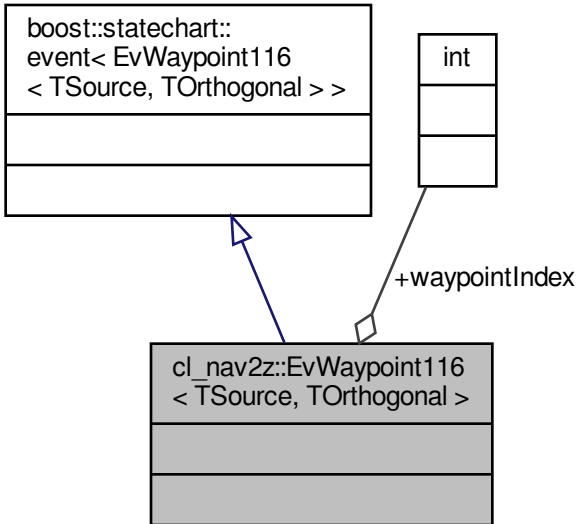 boost::statechart::
event< EvWaypoint116
< TSource, TOrthogonal > >
int
+waypointIndex
cl_nav2z::EvWaypoint116
< TSource, TOrthogonal >